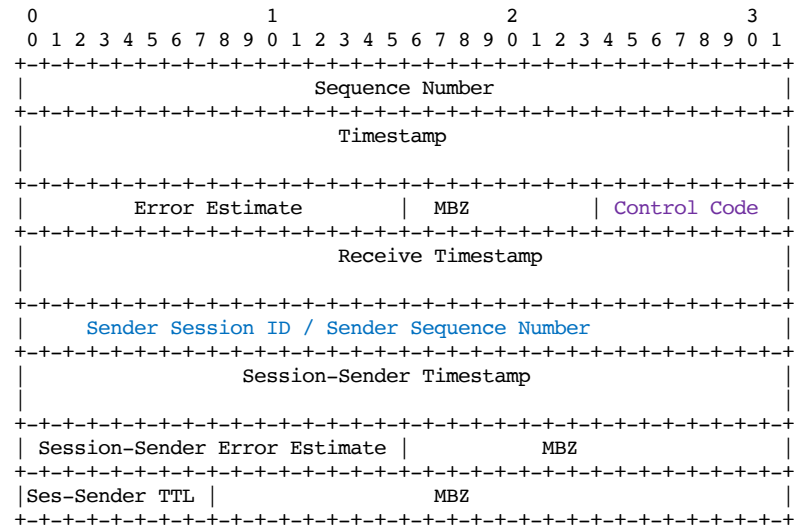 0                   1                   2                   3
0 1 2 3 4 5 6 7 8 9 0 1 2 3 4 5 6 7 8 9 0 1 2 3 4 5 6 7 8 9 0 1
+-+-+-+-+-+-+-+-+-+-+-+-+-+-+-+-+-+-+-+-+-+-+-+-+-+-+-+-+-+-+-+-+
|                        Sequence Number                        |
+-+-+-+-+-+-+-+-+-+-+-+-+-+-+-+-+-+-+-+-+-+-+-+-+-+-+-+-+-+-+-+-+
|                          Timestamp                            |
|                                                               |
+-+-+-+-+-+-+-+-+-+-+-+-+-+-+-+-+-+-+-+-+-+-+-+-+-+-+-+-+-+-+-+-+
|         Error Estimate        |  MBZ          | Control Code  |
+-+-+-+-+-+-+-+-+-+-+-+-+-+-+-+-+-+-+-+-+-+-+-+-+-+-+-+-+-+-+-+-+
|                          Receive Timestamp                    |
|                                                               |
+-+-+-+-+-+-+-+-+-+-+-+-+-+-+-+-+-+-+-+-+-+-+-+-+-+-+-+-+-+-+-+-+
|     Sender Session ID / Sender Sequence Number                |
+-+-+-+-+-+-+-+-+-+-+-+-+-+-+-+-+-+-+-+-+-+-+-+-+-+-+-+-+-+-+-+-+
|                  Session-Sender Timestamp                     |
|                                                               |
+-+-+-+-+-+-+-+-+-+-+-+-+-+-+-+-+-+-+-+-+-+-+-+-+-+-+-+-+-+-+-+-+
| Session-Sender Error Estimate |           MBZ                 |
+-+-+-+-+-+-+-+-+-+-+-+-+-+-+-+-+-+-+-+-+-+-+-+-+-+-+-+-+-+-+-+-+
|Ses-Sender TTL |                  MBZ                          |
+-+-+-+-+-+-+-+-+-+-+-+-+-+-+-+-+-+-+-+-+-+-+-+-+-+-+-+-+-+-+-+-+